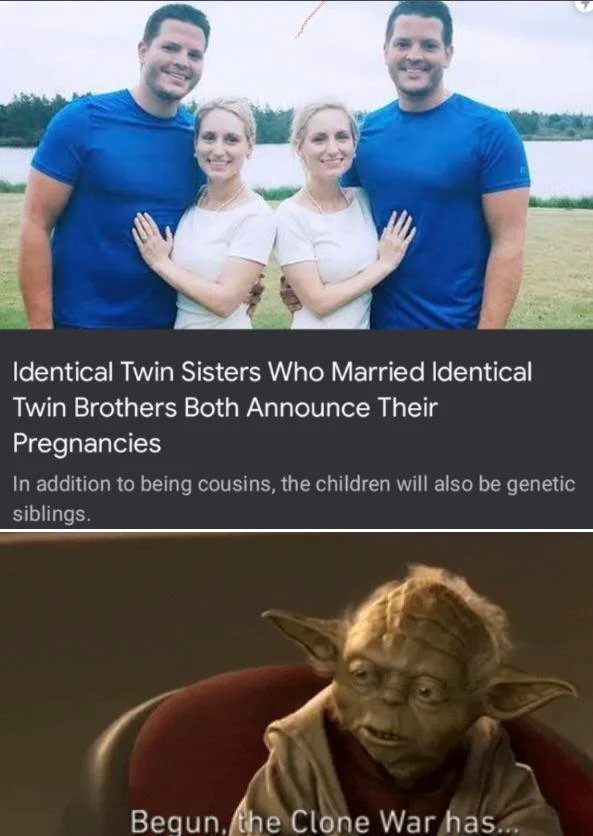 Identical Twin Sisters Who Married Identical
Twin Brothers Both Announce Their
Pregnancies
In addition to being cousins, the children will also be genetic
siblings.
Begun, the Clone War has...